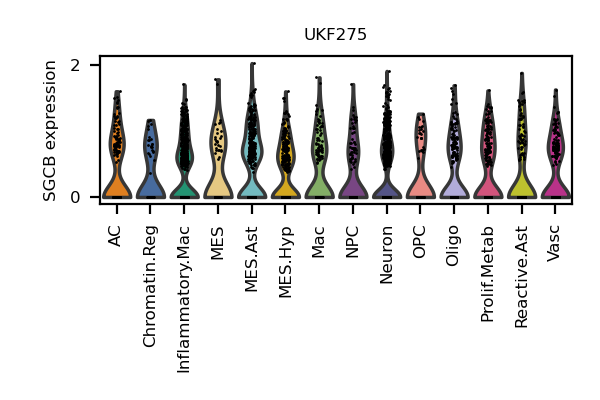 UKF275
SGCB expression
2
0
AC
Chromatin.Reg
Inflammatory.Mac
MES
MES.Ast
MES.Hyp
Mac
NPC
Neuron
OPC
Oligo
Prolif.Metab
Reactive.Ast
Vasc